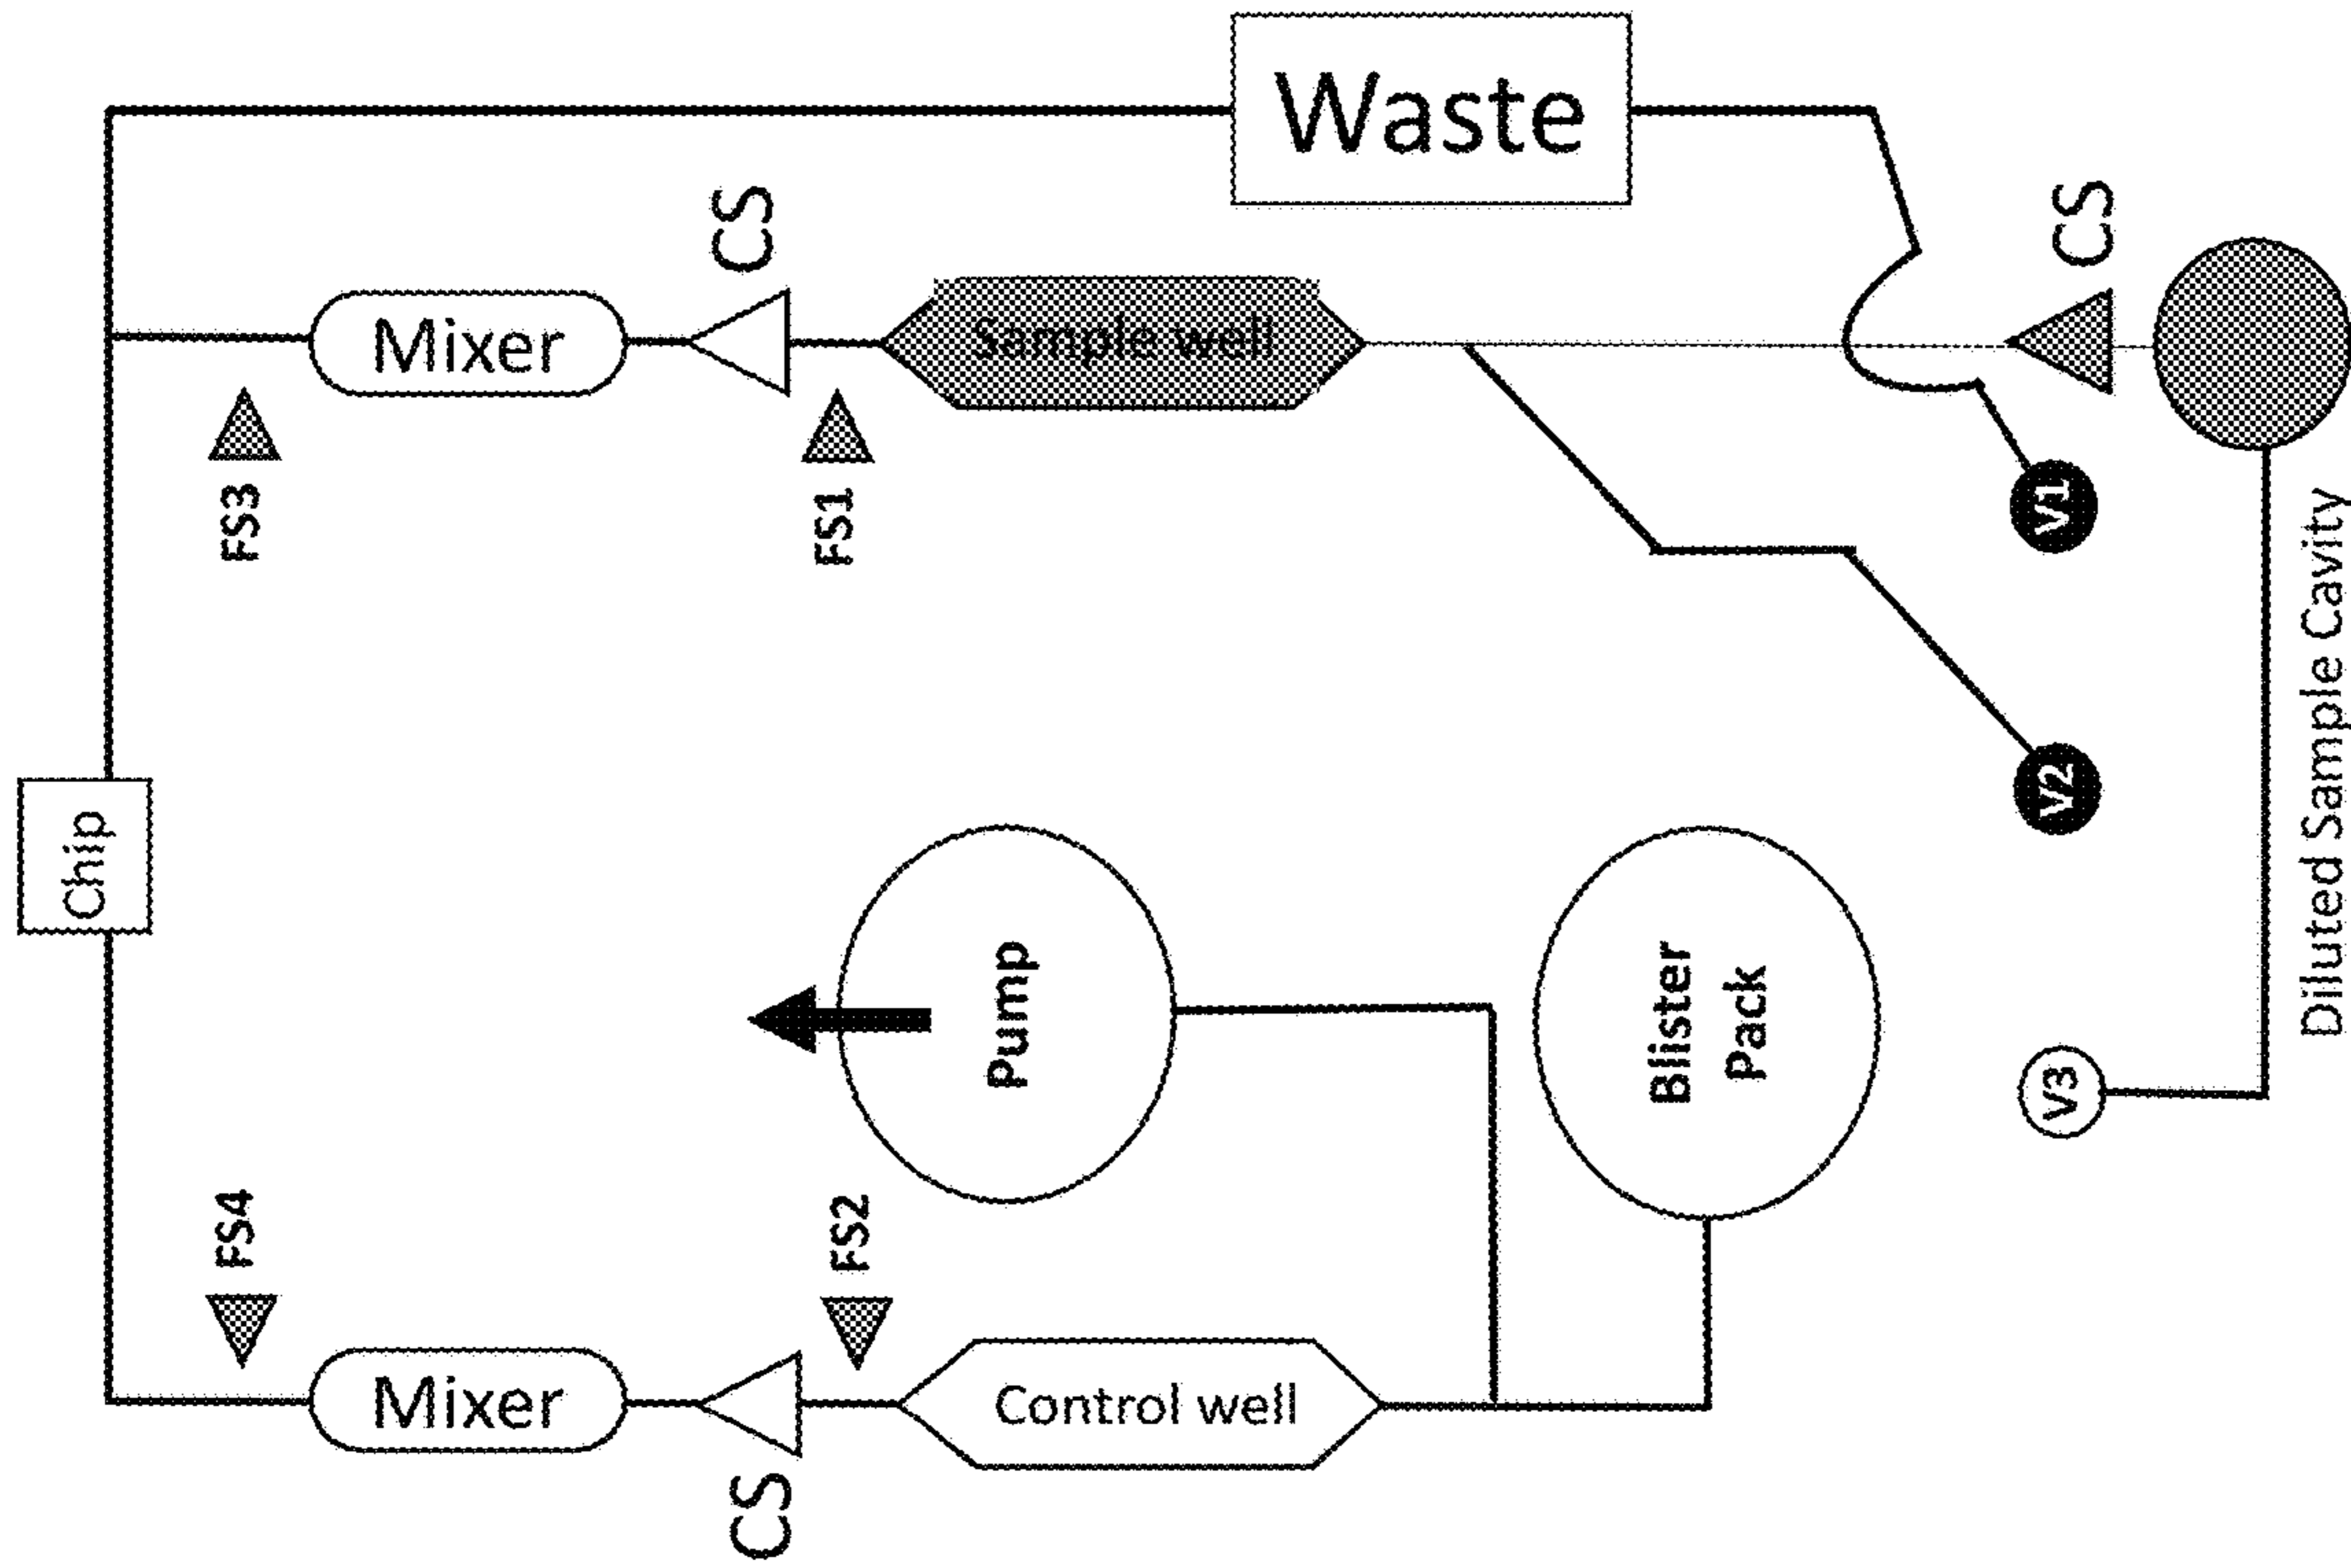 Waste
CS
CS
Mixer
Sample well
FS3
FS1
V1
Chip
V2
Diluted Sample Cavity
Pump
Blister
Pack
V3
FS4
FS2
Mixer
Control well
CS